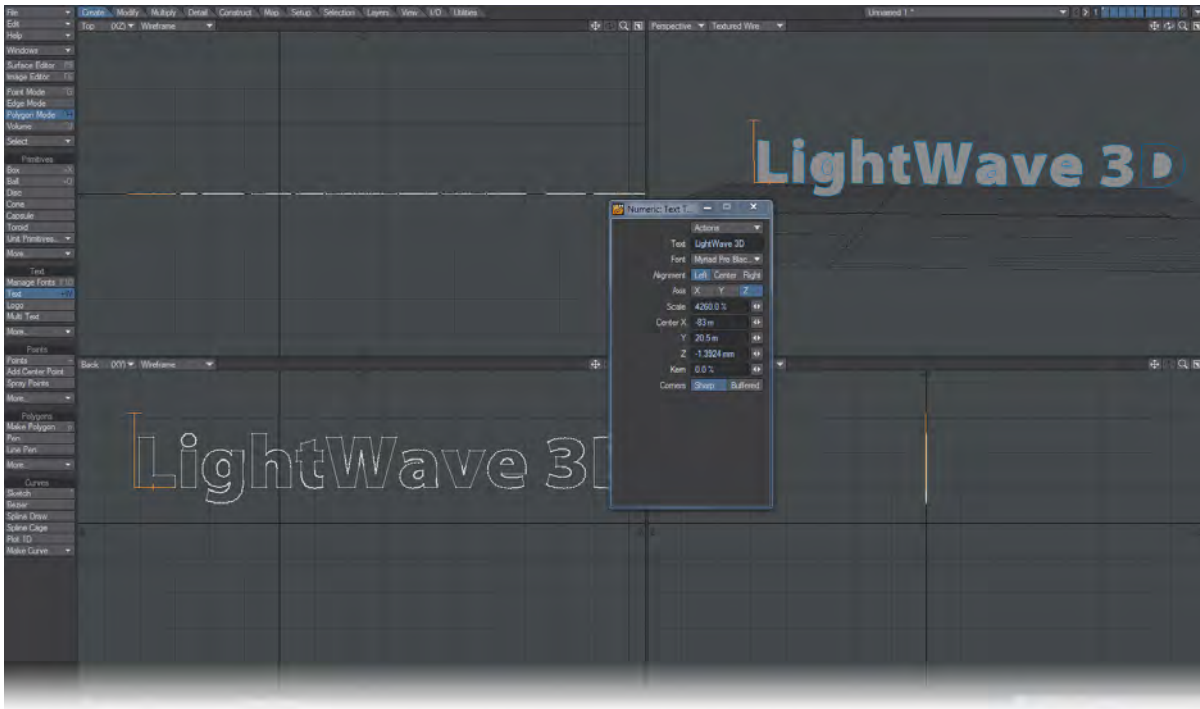 File
Create Modify Multiply Detail Construct Map Setup Selection Layers View I/O Utilities
Unnamed 1 *
1
Edit
Help
Windows
Surface Editor F5
Image Editor F6
Point Mode ^G
Edge Mode
Polygon Mode ^H
Volume ^J
Select
Primitives
Box +X
Ball +O
Disc
Cone
Capsule
Toroid
Unit Primitives...
More...
Text
Manage Fonts F10
Text +W
Logo
Multi Text
More...
Points
Points +
Add Center Point
Spray Points
More...
Polygons
Make Polygon p
Pen
Line Pen
More...
Curves
Sketch
Bezier
Spline Draw
Spline Cage
Plot 1D
Make Curve
Top (XZ) Wireframe
Perspective Textured Wire
LightWave 3D
Back (XY) Wireframe
LightWave 3D
Numeric: Text T...
Actions
Text LightWave 3D
Font Myriad Pro Blac...
Alignment Left Center Right
Axis X Y Z
Scale 4260.0 %
Center X -83 m
Y 20.5 m
Z -1.3924 mm
Kern 0.0 %
Corners Sharp Buffered